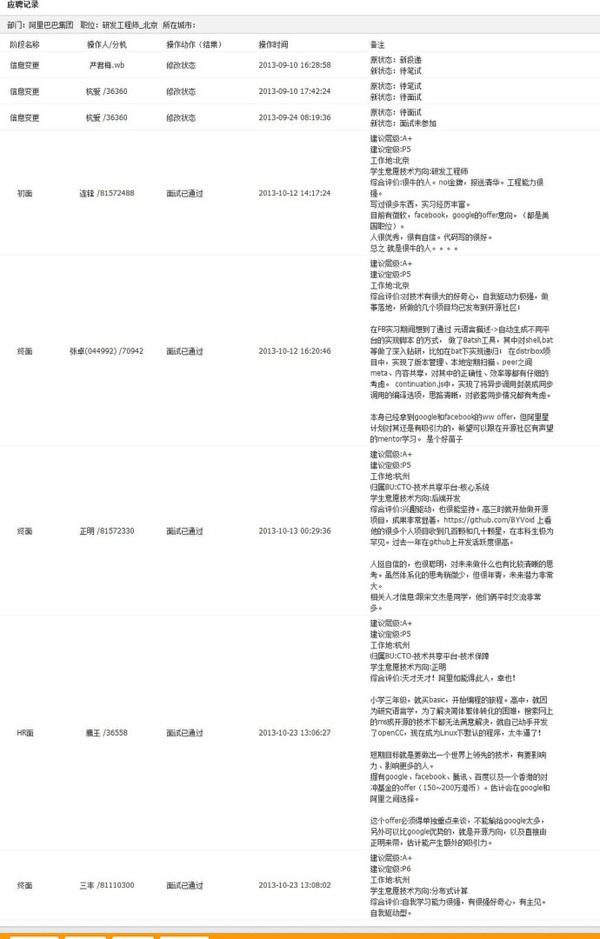 应聘记录
部门：阿里巴巴集团 职位：研发工程师_北京 所在城市：
阶段名称 操作人/分机 操作动作（结果） 操作时间 备注
信息变更 严君梅.wb 修改状态 2013-09-10 16:28:58 原状态：新投递
新状态：待笔试
信息变更 杭爱 /36360 修改状态 2013-09-10 17:42:24 原状态：待笔试
新状态：待面试
信息变更 杭爱 /36360 修改状态 2013-09-24 08:19:36 原状态：待面试
新状态：面试未参加
初面 连锋 /81572488 面试已通过 2013-10-12 14:17:24
建议层级:A+
建议定级:P5
工作地:北京
学生意愿技术方向:研发工程师
综合评价:很牛的人。noi金牌，报送清华。工程能力很
强。
写过很多东西，实习经历丰富。
目前有微软，facebook，google的offer意向。（都是美
国职位）。
人很优秀，很有自信。代码写的很好。
总之 就是很牛的人。。。。
终面 张卓(044992) /70942 面试已通过 2013-10-12 16:20:46
建议层级:A+
建议定级:P5
工作地:北京
综合评价:对技术有很大的好奇心、自我驱动力极强，做
事落地，所做的几个项目均已发布到开源社区！
在FB实习期间想到了通过 元语言描述->自动生成不同平
台的实现脚本 的方式， 做了Batsh工具，其中对shell,bat
等做了深入钻研，比如在bat下实现递归！ 在distribox项
目中，实现了版本管理、本地定期扫描、peer之间
meta、内容共享，对其中的正确性、效率等都有仔细的
考虑。 continuation.js中，实现了将异步调用封装成同步
调用的编译选项，思路清晰，对嵌套同步情况都有考虑。
本身已经拿到google和facebook的ww offer，但阿里星
计划对其还是有吸引力的，希望可以跟在开源社区有声望
的mentor学习。 是个好苗子
终面 正明 /81572330 面试已通过 2013-10-13 00:29:36
建议层级:A+
建议定级:P5
工作地:杭州
归属BU:CTO-技术共享平台-核心系统
学生意愿技术方向:后端开发
综合评价:兴趣驱动，也很能坚持。高三时就开始做开源
项目，成果非常显著，https://github.com/BYVoid 上看
他的很多个人项目收到几百颗和几十颗星，在本科生极为
罕见。过去一年在github上开发活跃度很高。
人挺自信的，也很聪明，对未来做什么也有比较清晰的思
考。虽然体系化的思考稍微少，但很年青，未来潜力非常
大。
相关人才信息:跟宋文杰是同学，他们俩平时交流非常
多。
HR面 鹰王 /36558 面试已通过 2013-10-23 13:06:27
建议层级:A+
建议定级:P5
工作地:杭州
归属BU:CTO-技术共享平台-技术保障
学生意愿技术方向:正明
综合评价:天才天才！阿里如能得此人，幸也！
小学三年级，就买basic，开始编程的旅程。高中，就因
为研究语言学，为了解决简体繁体转化的困难，搜索网上
的ms或开源的技术下都无法满意解决，就自己动手开发
了openCC，现在成为Linux下默认的程序，太牛逼了！
短期目标就是要做出一个世界上领先的技术，有要影响
力、影响更多的人。
握有google、facebook、腾讯、百度以及一个香港的对
冲基金的offer（150~200万港币）。估计会在google和
阿里之间选择。
这个offer必须得单独重点来谈，不能输给google太多，
另外可以比google优势的，就是开源方向，以及直接由
正明来带，估计能产生额外的吸引力。
终面 三丰 /81110300 面试已通过 2013-10-23 13:08:02
建议层级:A+
建议定级:P6
工作地:杭州
学生意愿技术方向:分布式计算
综合评价:自我学习能力很强，有很强好奇心，有主见。
自我驱动型。